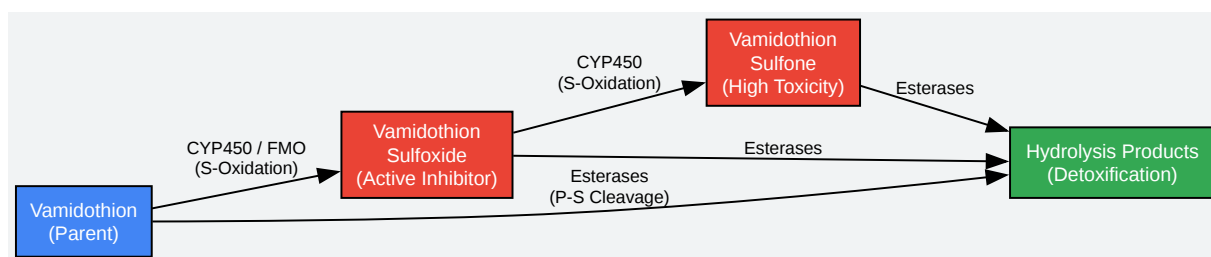 Vamidothion
(Parent)
CYP450 / FMO
(S-Oxidation)
Vamidothion
Sulfoxide
(Active Inhibitor)
CYP450
(S-Oxidation)
Vamidothion
Sulfone
(High Toxicity)
Esterases
Esterases
Esterases
(P-S Cleavage)
Hydrolysis Products
(Detoxification)